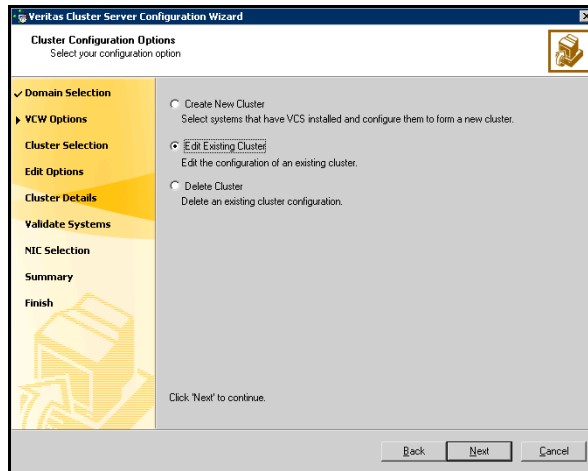 Veritas Cluster Server Configuration Wizard
Cluster Configuration Options
Select your configuration option
Domain Selection
VCW Options
Cluster Selection
Edit Options
Cluster Details
Validate Systems
NIC Selection
Summary
Finish
Create New Cluster
Select systems that have VCS installed and configure them to form a new cluster.
Edit Existing Cluster
Edit the configuration of an existing cluster.
Delete Cluster
Delete an existing cluster configuration.
Click 'Next' to continue.
Back
Next
Cancel